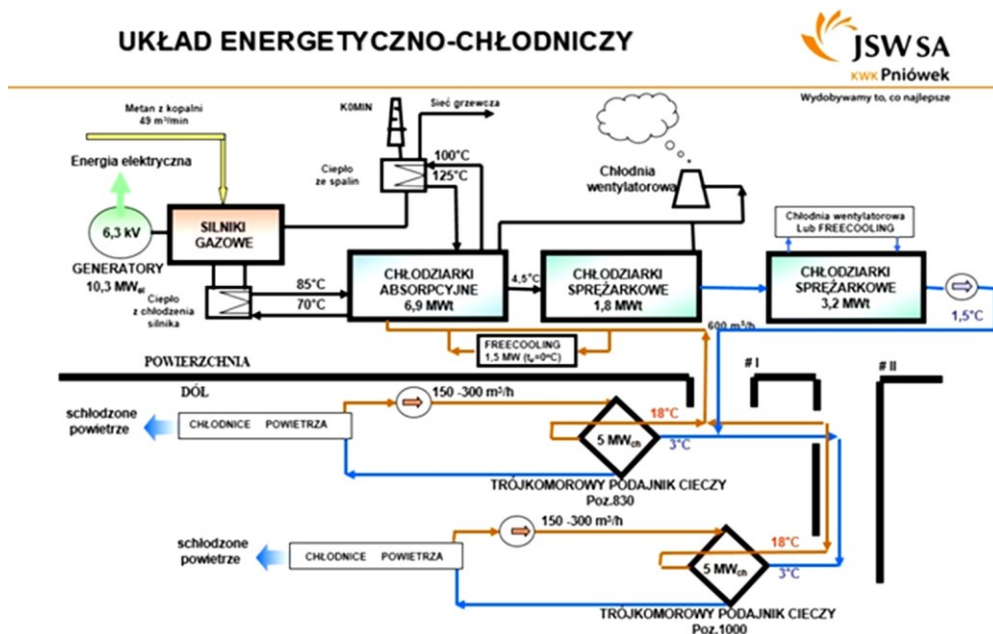 UKŁAD ENERGETYCZNO-CHŁODNICZY
JSW SA
KWK Pniówek
Wydobywamy to, co najlepsze
Metan z kopalni
49 m³/min
Energia elektryczna
6,3 kV
GENERATORY
10,3 MWel
SILNIKI
GAZOWE
Ciepło
z chłodzenia
silnika
K0MIN
Sieć grzewcza
Ciepło
ze spalin
100°C
125°C
85°C
70°C
CHŁODZIARKI
ABSORPCYJNE
6,9 MWt
4,5°C
Chłodnia
wentylatorowa
CHŁODZIARKI
SPRĘŻARKOWE
1,8 MWt
Chłodnia wentylatorowa
Lub FREECOOLING
CHŁODZIARKI
SPRĘŻARKOWE
3,2 MWt
1,5°C
600 m³/h
FREECOOLING
1,5 MW (tz=0°C)
POWIERZCHNIA
DÓL
# I
# II
schłodzone
powietrze
CHŁODNICE POWIETRZA
150 -300 m³/h
18°C
5 MWch
3°C
TRÓJKOMOROWY PODAJNIK CIECZY
Poz.830
schłodzone
powietrze
CHŁODNICE POWIETRZA
150 -300 m³/h
18°C
5 MWch
3°C
TRÓJKOMOROWY PODAJNIK CIECZY
Poz.1000